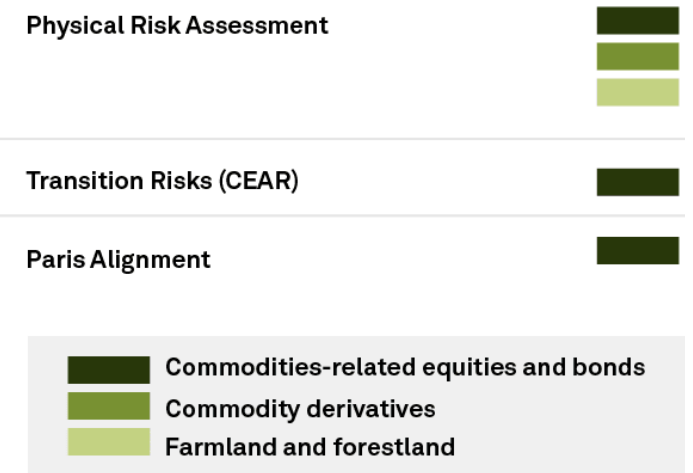 Physical Risk Assessment
Transition Risks (CEAR)
Paris Alignment
Commodities-related equities and bonds
Commodity derivatives
Farmland and forestland